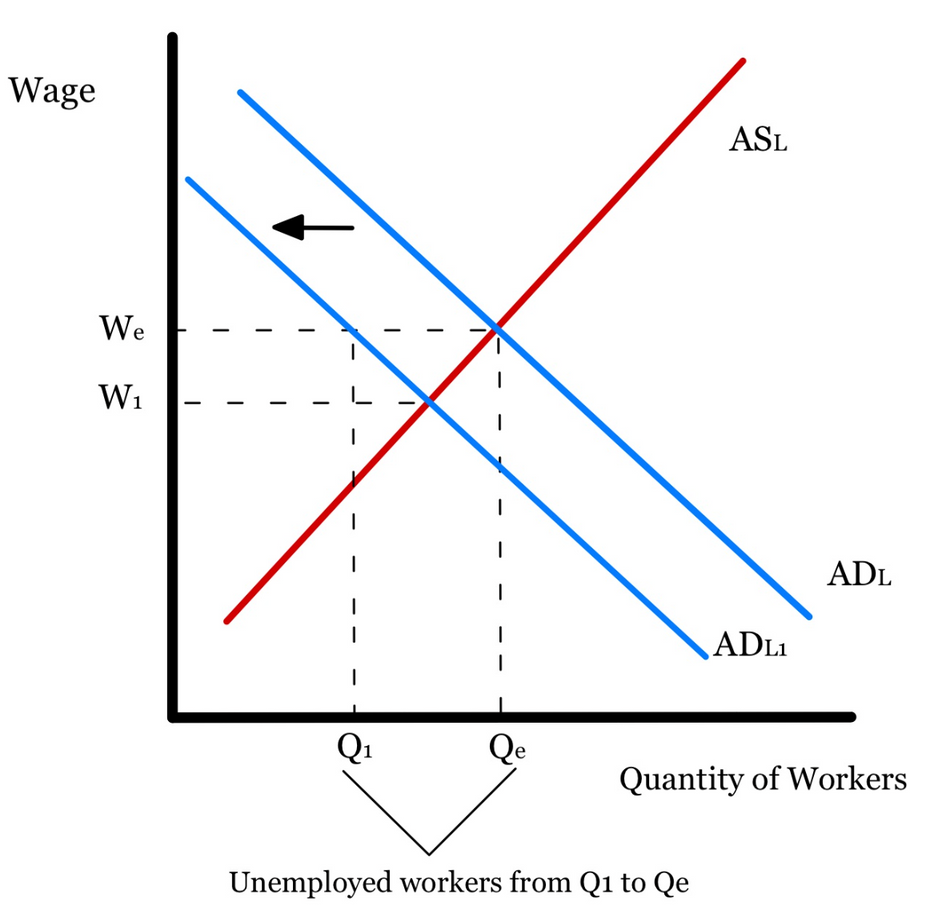 Wage
ASL
We
W1
ADL
ADL1
Q1
Qe
Quantity of Workers
Unemployed workers from Q1 to Qe